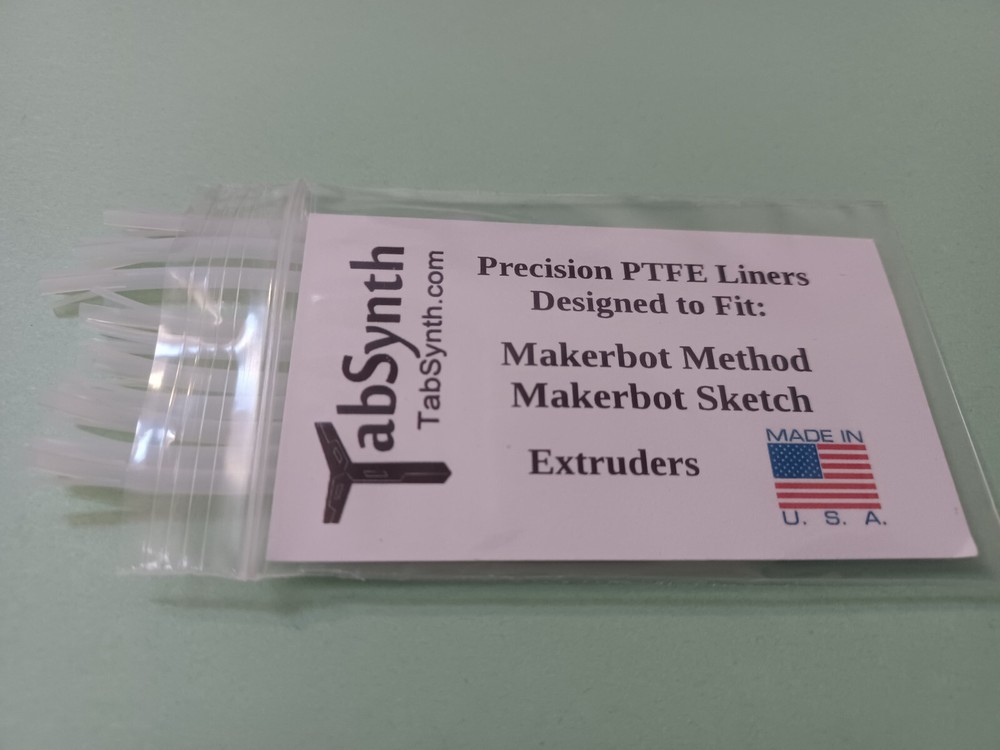 TabSynth
TabSynth.com
Precision PTFE Liners
Designed to Fit:
Makerbot Method
Makerbot Sketch
Extruders
MADE IN
U. S. A.